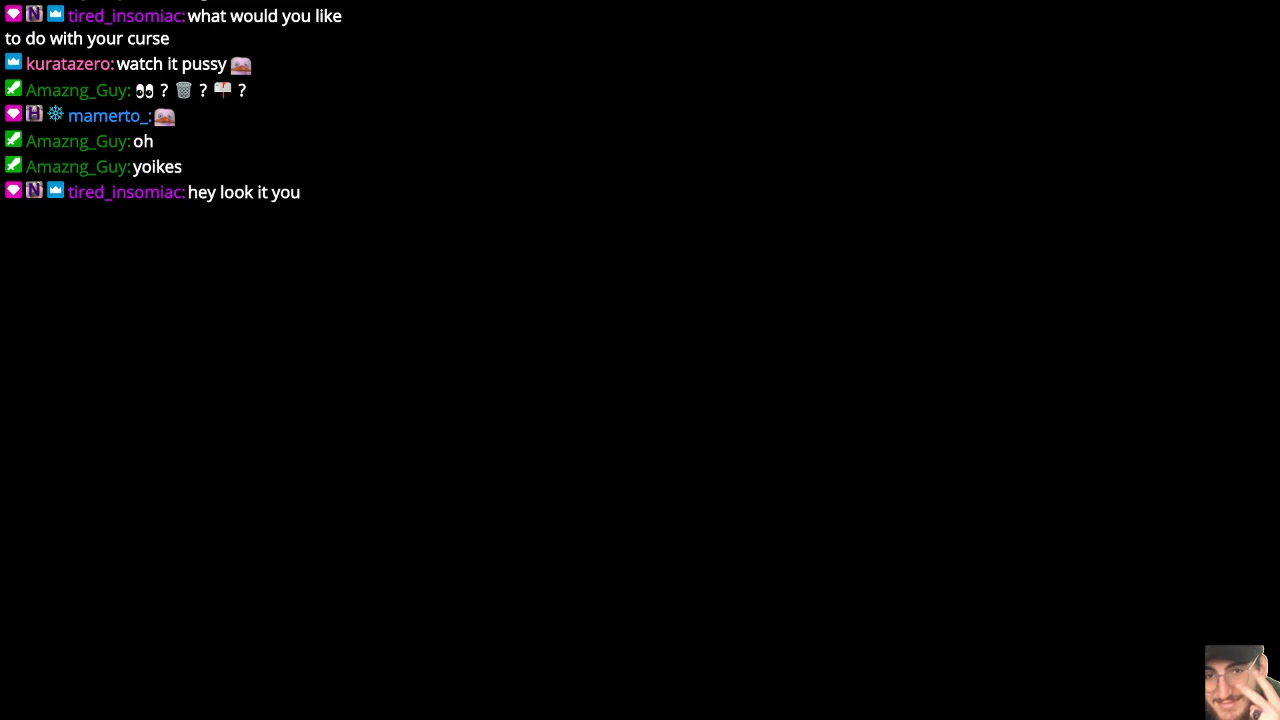 tired_insomiac: what would you like
to do with your curse
kuratazero: watch it pussy
Amazng_Guy: 👀 ? 🗑️ ? 📮 ?
mamerto_:
Amazng_Guy: oh
Amazng_Guy: yoikes
tired_insomiac: hey look it you